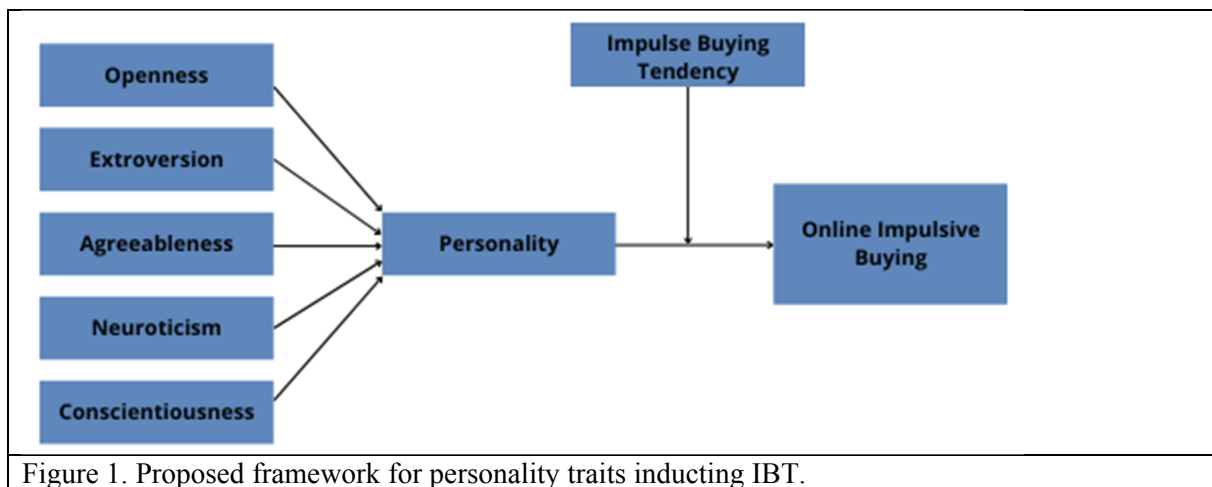 Openness
Extroversion
Agreeableness
Neuroticism
Conscientiousness
Personality
Impulse Buying
Tendency
Online Impulsive
Buying
Figure 1. Proposed framework for personality traits inducting IBT.